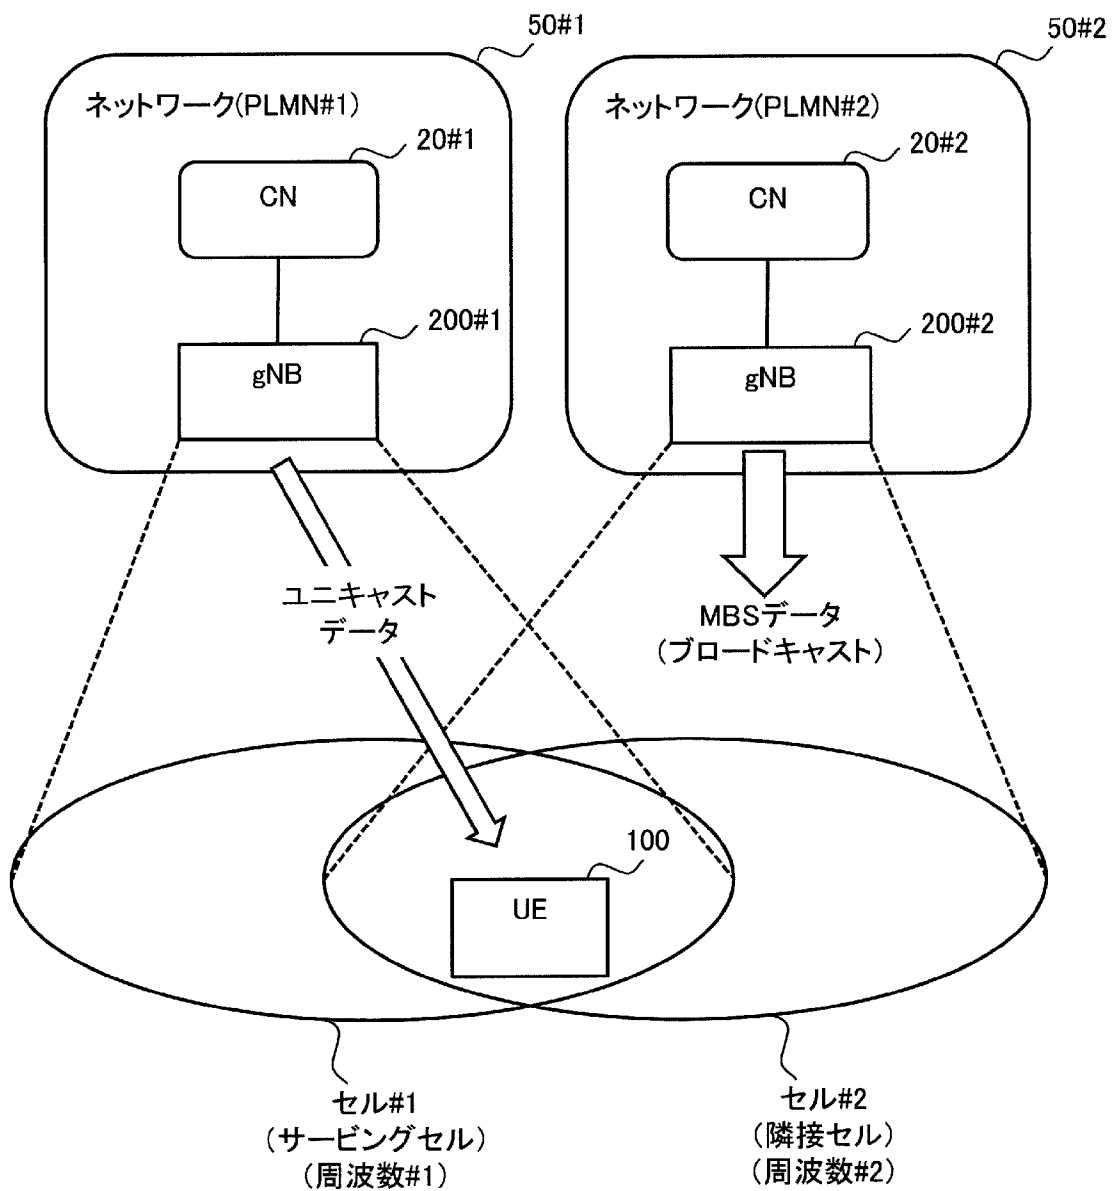 50#1
50#2
ネットワーク(PLMN#1)
ネットワーク(PLMN#2)
20#1
20#2
CN
CN
200#1
200#2
gNB
gNB
ユニキャスト
データ
MBSデータ
(ブロードキャスト)
100
UE
セル#1
(サービングセル)
(周波数#1)
セル#2
(隣接セル)
(周波数#2)